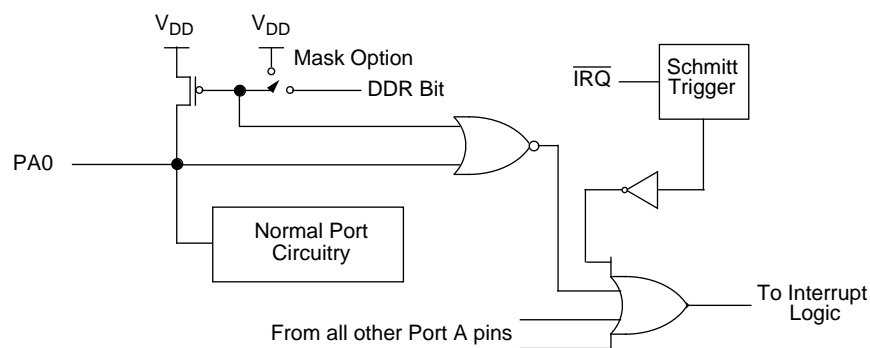 VDD
VDD
Mask Option
DDR Bit
IRQ
Schmitt
Trigger
PA0
Normal Port
Circuitry
To Interrupt
Logic
From all other Port A pins